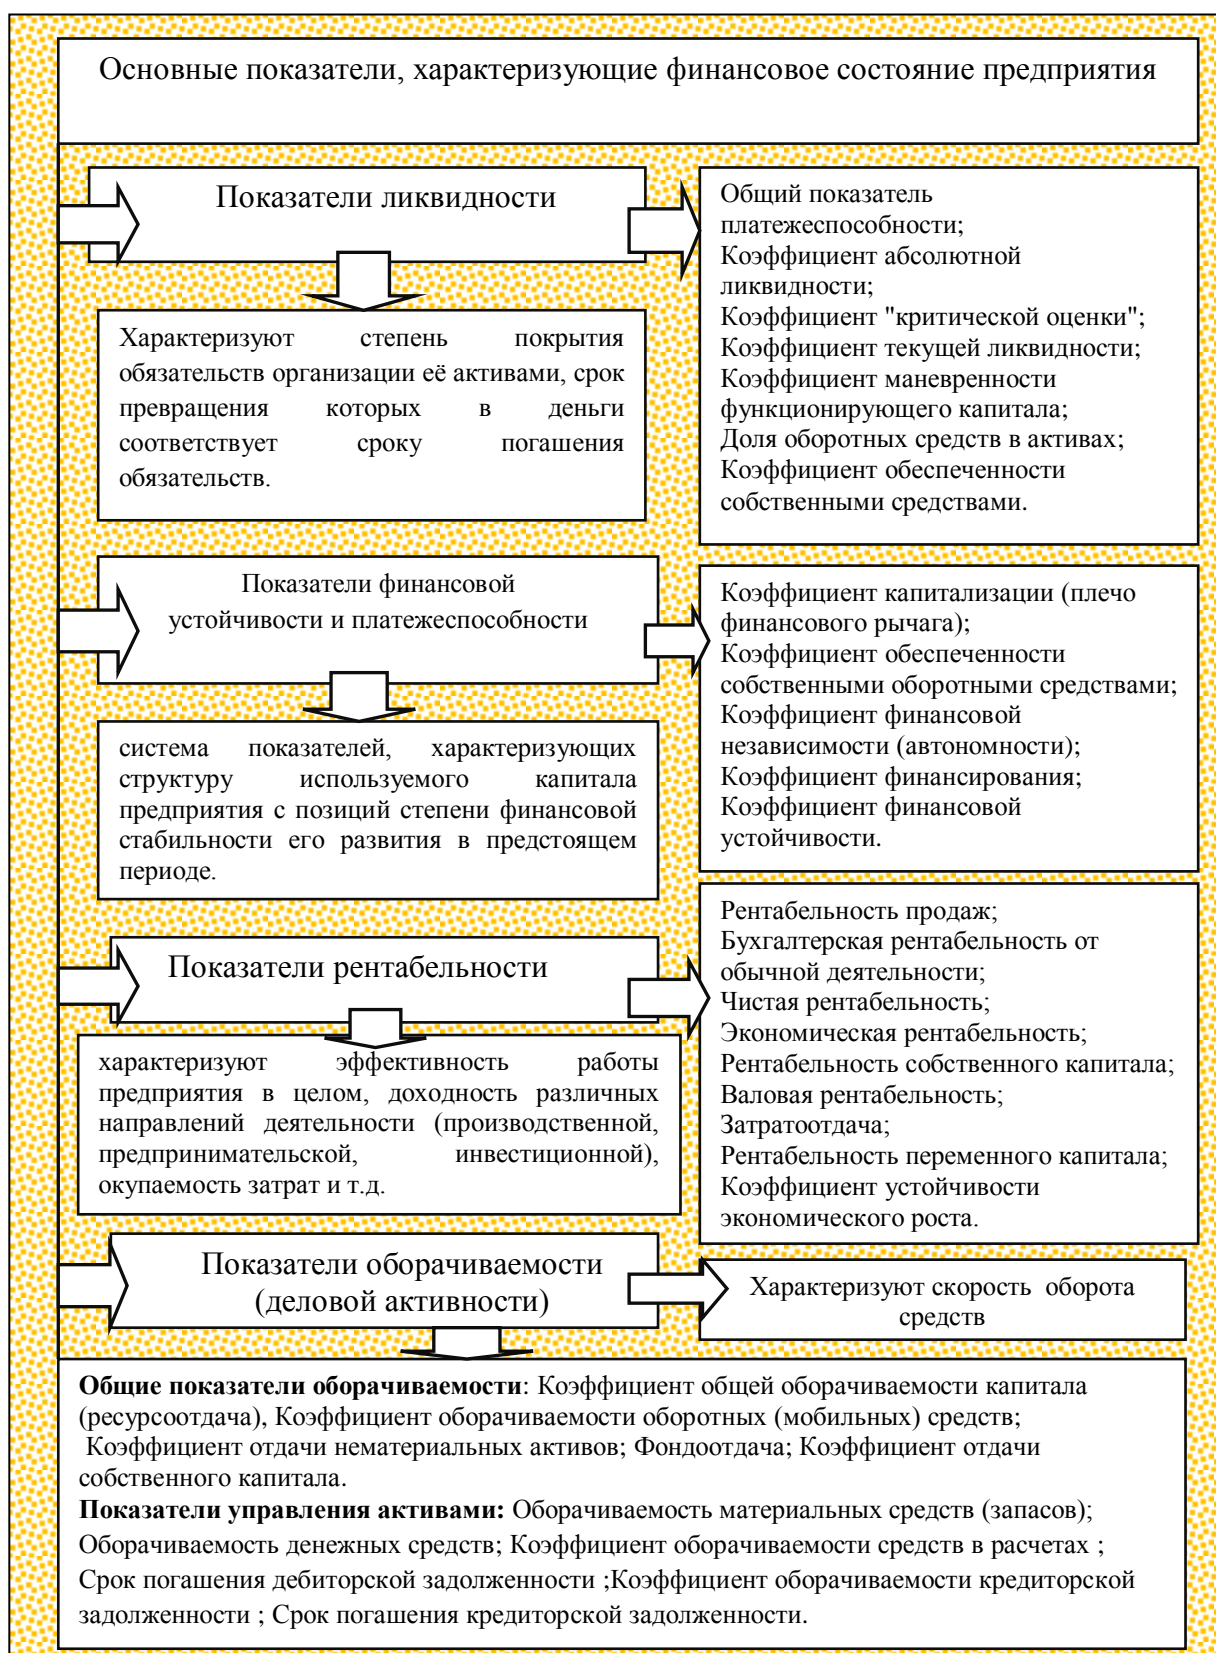 Основные показатели, характеризующие финансовое состояние предприятия
Показатели ликвидности
Общий показатель
платежеспособности;
Коэффициент абсолютной
ликвидности;
Коэффициент "критической оценки";
Коэффициент текущей ликвидности;
Коэффициент маневренности
функционирующего капитала;
Доля оборотных средств в активах;
Коэффициент обеспеченности
собственными средствами.
Характеризуют степень покрытия
обязательств организации её активами, срок
превращения которых в деньги
соответствует сроку погашения
обязательств.
Показатели финансовой
устойчивости и платежеспособности
Коэффициент капитализации (плечо
финансового рычага);
Коэффициент обеспеченности
собственными оборотными средствами;
Коэффициент финансовой
независимости (автономности);
Коэффициент финансирования;
Коэффициент финансовой
устойчивости.
система показателей, характеризующих
структуру используемого капитала
предприятия с позиций степени финансовой
стабильности его развития в предстоящем
периоде.
Показатели рентабельности
Рентабельность продаж;
Бухгалтерская рентабельность от
обычной деятельности;
Чистая рентабельность;
Экономическая рентабельность;
Рентабельность собственного капитала;
Валовая рентабельность;
Затратоотдача;
Рентабельность переменного капитала;
Коэффициент устойчивости
экономического роста.
характеризуют эффективность работы
предприятия в целом, доходность различных
направлений деятельности (производственной,
предпринимательской, инвестиционной),
окупаемость затрат и т.д.
Показатели оборачиваемости
(деловой активности)
Характеризуют скорость оборота
средств
Общие показатели оборачиваемости: Коэффициент общей оборачиваемости капитала
(ресурсоотдача), Коэффициент оборачиваемости оборотных (мобильных) средств;
Коэффициент отдачи нематериальных активов; Фондоотдача; Коэффициент отдачи
собственного капитала.
Показатели управления активами: Оборачиваемость материальных средств (запасов);
Оборачиваемость денежных средств; Коэффициент оборачиваемости средств в расчетах ;
Срок погашения дебиторской задолженности ;Коэффициент оборачиваемости кредиторской
задолженности ; Срок погашения кредиторской задолженности.